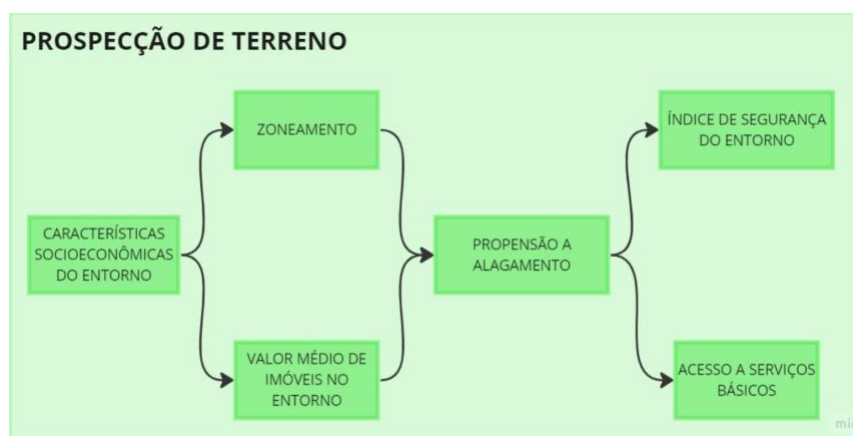 PROSPECÇÃO DE TERRENO
CARACTERÍSTICAS
SOCIOECONÔMICAS
DO ENTORNO
ZONEAMENTO
VALOR MÉDIO DE
IMÓVEIS NO
ENTORNO
PROPENSÃO A
ALAGAMENTO
ÍNDICE DE SEGURANÇA
DO ENTORNO
ACESSO A SERVIÇOS
BÁSICOS